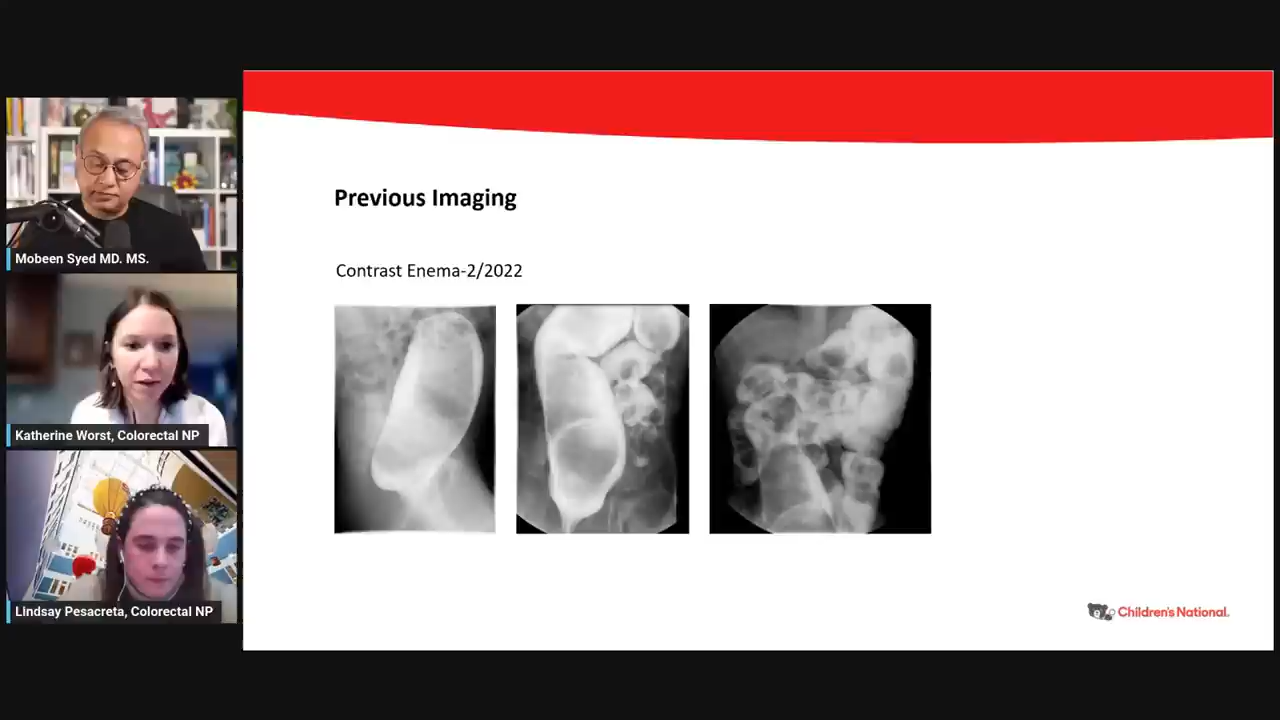 Mobeen Syed MD. MS.
Katherine Worst, Colorectal NP
Lindsay Pesacreta, Colorectal NP
Previous Imaging
Contrast Enema-2/2022
Children's National.